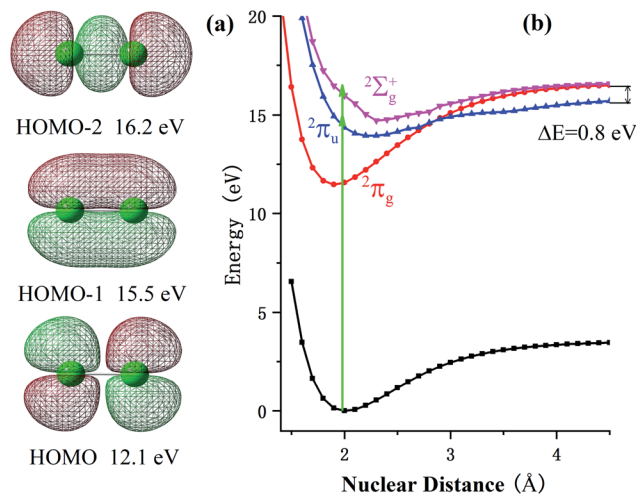 (a)
HOMO-2 16.2 eV
HOMO-1 15.5 eV
HOMO 12.1 eV
(b)
20
15
10
5
0
Energy (eV)
²Σg⁺
²πu
²πg
ΔE=0.8 eV
2
3
4
Nuclear Distance (Å)